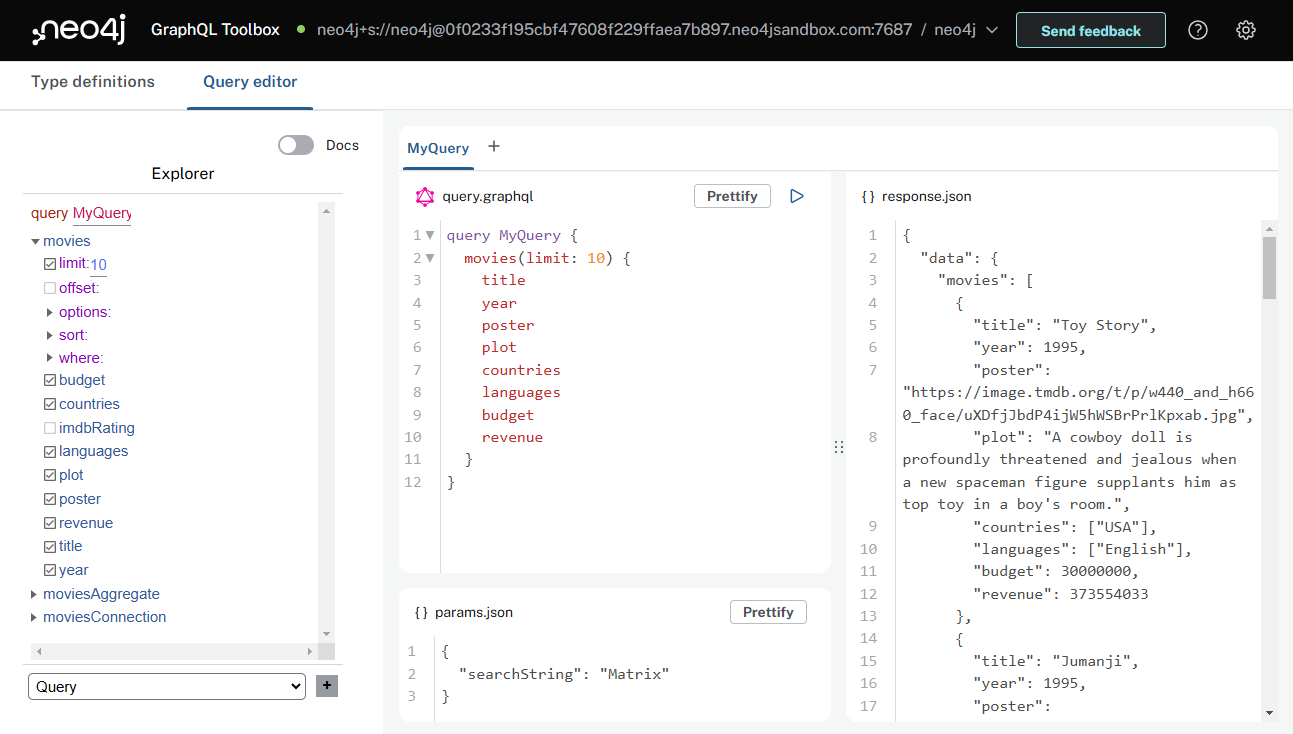 neo4j GraphQL Toolbox neo4j+s://neo4j@0f0233f195cbf47608f229ffaea7b897.neo4jsandbox.com:7687 / neo4j Send feedback
Type definitions Query editor
Docs
Explorer
query MyQuery
movies
limit: 10
offset:
options:
sort:
where:
budget
countries
imdbRating
languages
plot
poster
revenue
title
year
moviesAggregate
moviesConnection
Query +
MyQuery +
query.graphql Prettify
1 query MyQuery {
2 movies(limit: 10) {
3 title
4 year
5 poster
6 plot
7 countries
8 languages
9 budget
10 revenue
11 }
12 }
{ } params.json Prettify
1 {
2 "searchString": "Matrix"
3 }
{ } response.json
1 {
2 "data": {
3 "movies": [
4 {
5 "title": "Toy Story",
6 "year": 1995,
7 "poster":
"https://image.tmdb.org/t/p/w440_and_h66
0_face/uXDfjJbdP4ijW5hWSBrPrlKpxab.jpg",
8 "plot": "A cowboy doll is
profoundly threatened and jealous when
a new spaceman figure supplants him as
top toy in a boy's room.",
9 "countries": ["USA"],
10 "languages": ["English"],
11 "budget": 30000000,
12 "revenue": 373554033
13 },
14 {
15 "title": "Jumanji",
16 "year": 1995,
17 "poster":